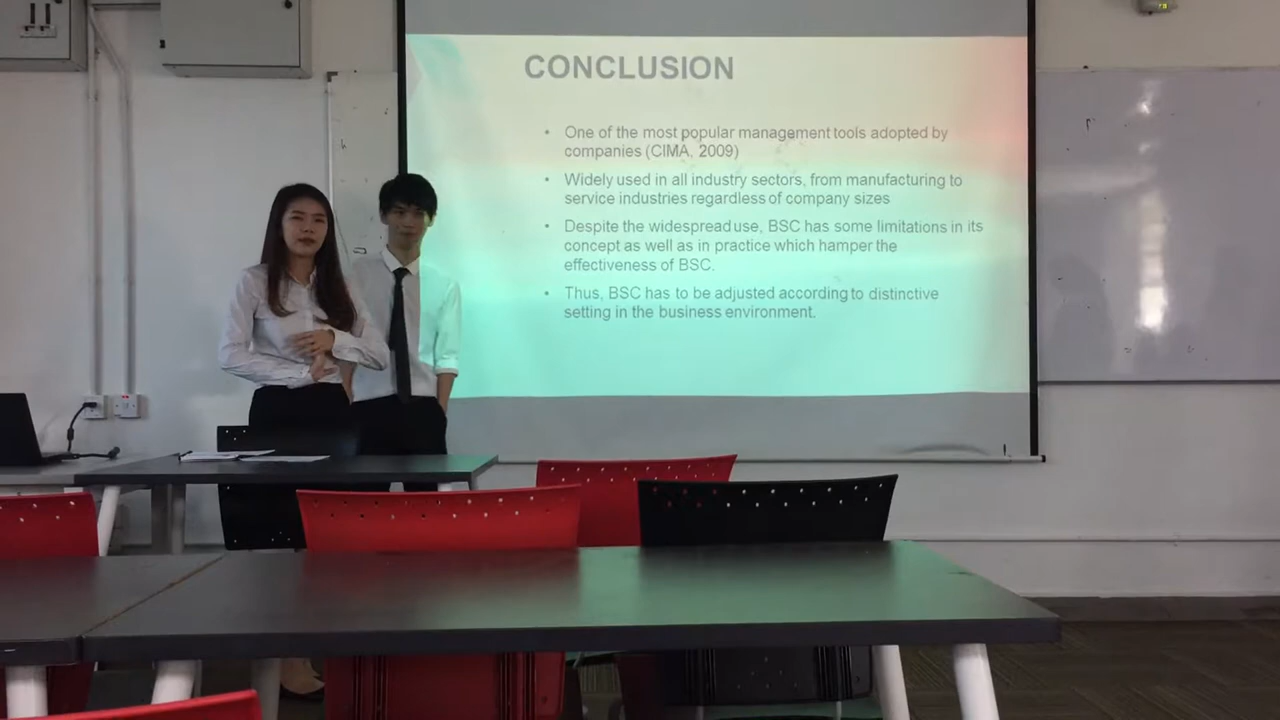 CONCLUSION
• One of the most popular management tools adopted by
companies (CIMA, 2009)
• Widely used in all industry sectors, from manufacturing to
service industries regardless of company sizes
• Despite the widespread use, BSC has some limitations in its
concept as well as in practice which hamper the
effectiveness of BSC.
• Thus, BSC has to be adjusted according to distinctive
setting in the business environment.